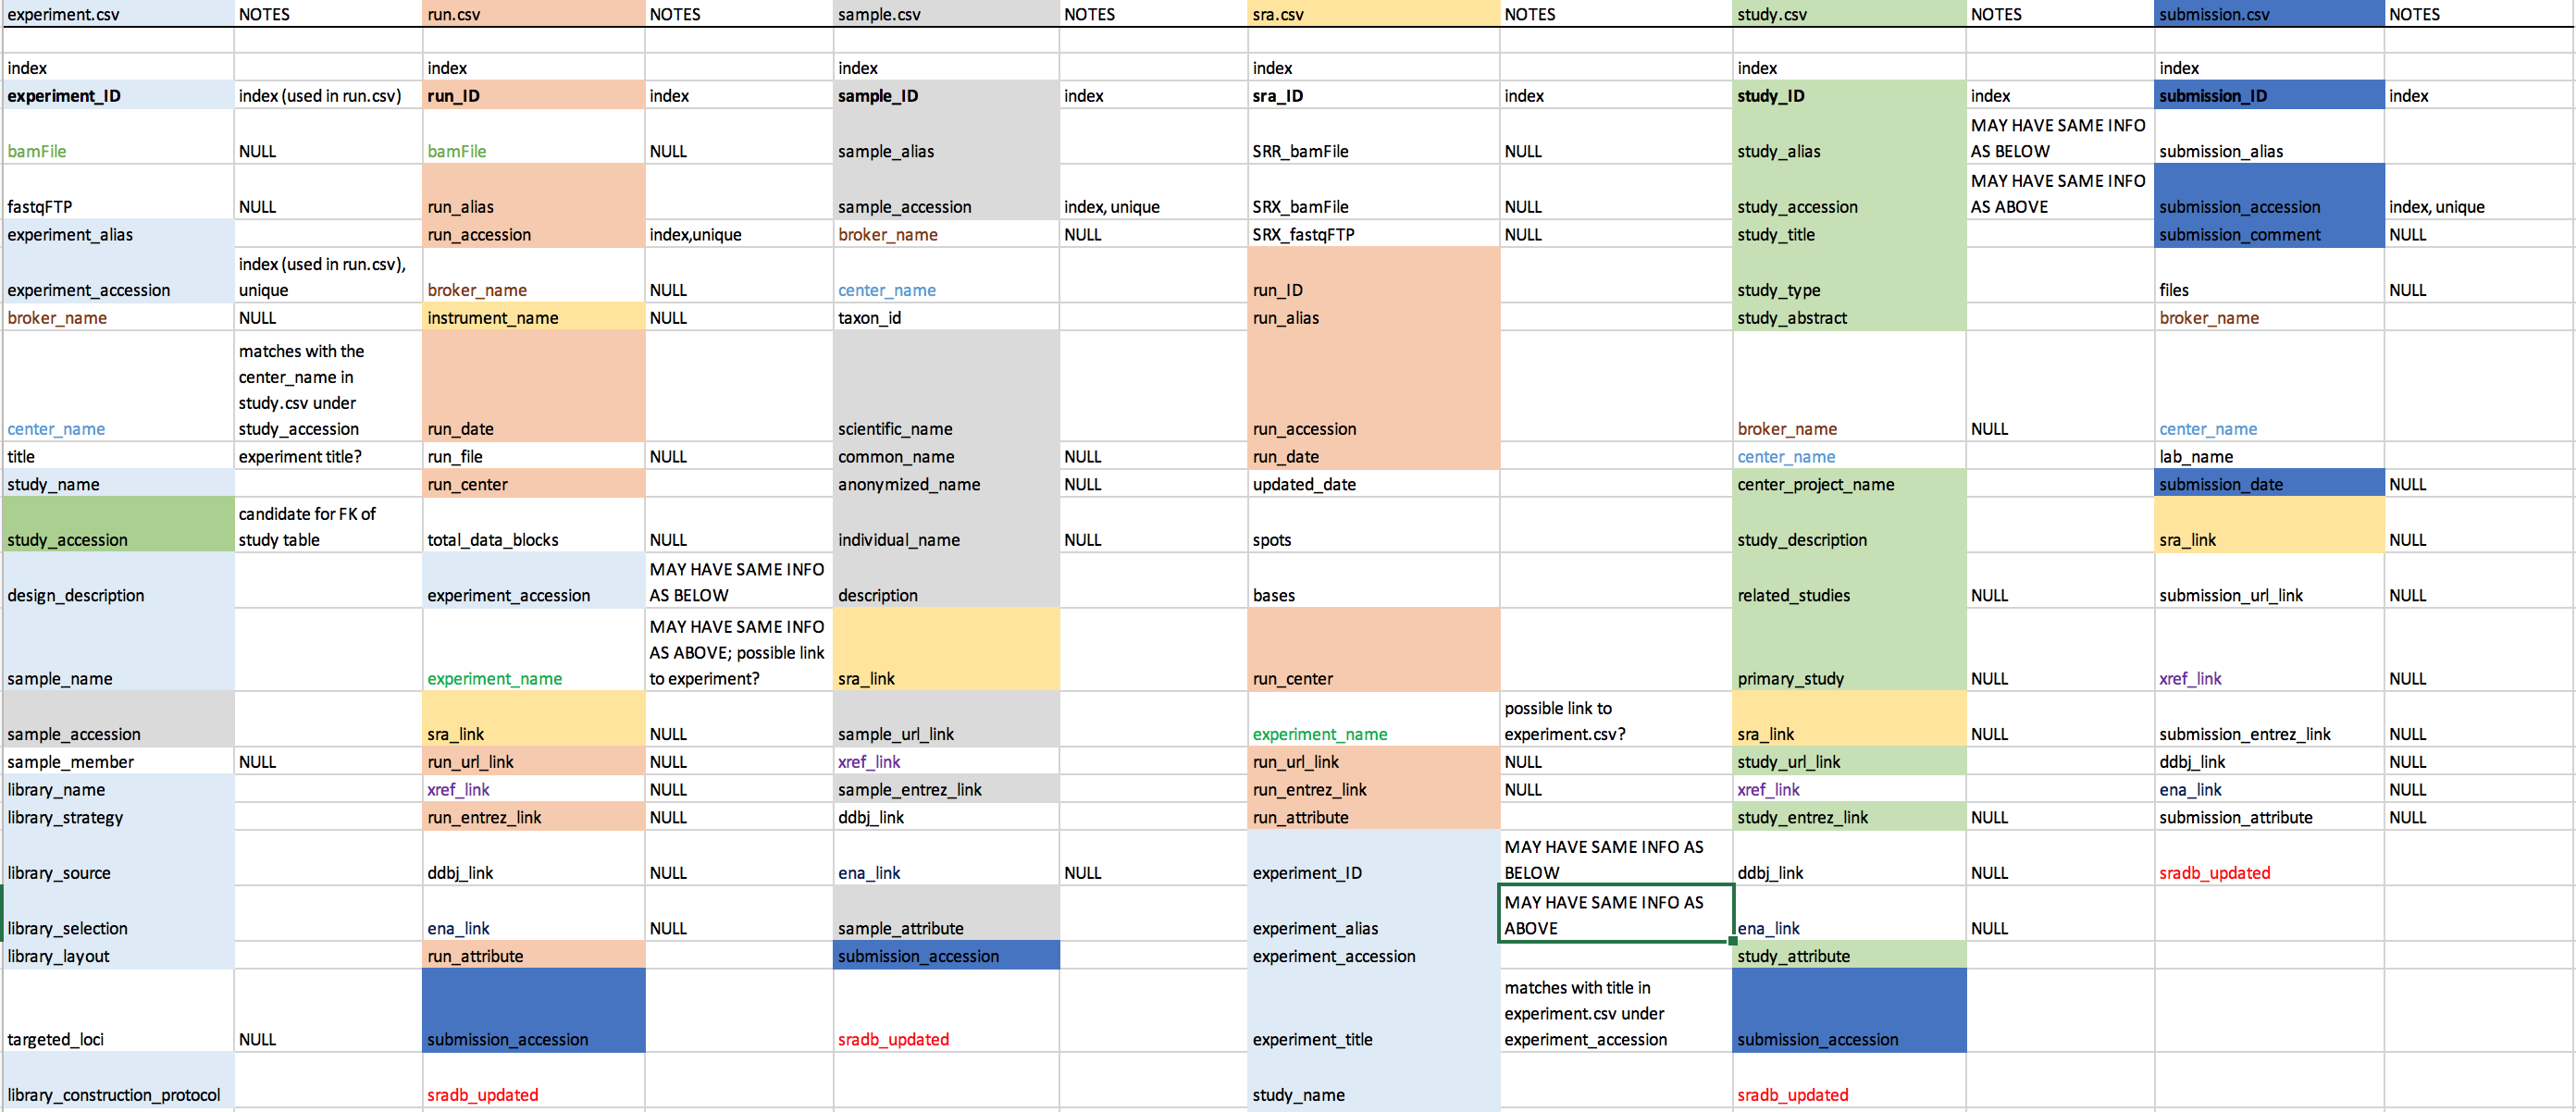 experiment.csv NOTES run.csv NOTES sample.csv NOTES sra.csv NOTES study.csv NOTES submission.csv NOTES
index index index index index index
experiment_ID index (used in run.csv) run_ID index sample_ID index sra_ID index study_ID index submission_ID index
bamFile NULL bamFile NULL sample_alias SRR_bamFile NULL study_alias MAY HAVE SAME INFO AS BELOW submission_alias
fastqFTP NULL run_alias sample_accession index, unique SRX_bamFile NULL study_accession MAY HAVE SAME INFO AS ABOVE submission_accession index, unique
experiment_alias run_accession index,unique broker_name NULL SRX_fastqFTP NULL study_title submission_comment NULL
experiment_accession index (used in run.csv), unique broker_name NULL center_name run_ID study_type files NULL
broker_name NULL instrument_name NULL taxon_id run_alias study_abstract broker_name
center_name matches with the center_name in study.csv under study_accession run_date scientific_name run_accession broker_name NULL center_name
title experiment title? run_file NULL common_name NULL run_date center_name lab_name
study_name run_center anonymized_name NULL updated_date center_project_name submission_date NULL
study_accession candidate for FK of study table total_data_blocks NULL individual_name NULL spots study_description sra_link NULL
design_description experiment_accession MAY HAVE SAME INFO AS BELOW description bases related_studies NULL submission_url_link NULL
sample_name experiment_name MAY HAVE SAME INFO AS ABOVE; possible link to experiment? sra_link run_center primary_study NULL xref_link NULL
sample_accession sra_link NULL sample_url_link experiment_name possible link to experiment.csv? sra_link NULL submission_entrez_link NULL
sample_member NULL run_url_link NULL xref_link run_url_link NULL study_url_link ddbj_link NULL
library_name xref_link NULL sample_entrez_link run_entrez_link NULL xref_link ena_link NULL
library_strategy run_entrez_link NULL ddbj_link run_attribute study_entrez_link NULL submission_attribute NULL
library_source ddbj_link NULL ena_link NULL experiment_ID MAY HAVE SAME INFO AS BELOW ddbj_link NULL sradb_updated
library_selection ena_link NULL sample_attribute experiment_alias MAY HAVE SAME INFO AS ABOVE ena_link NULL
library_layout run_attribute submission_accession experiment_accession study_attribute
targeted_loci NULL submission_accession sradb_updated experiment_title matches with title in experiment.csv under experiment_accession submission_accession
library_construction_protocol sradb_updated study_name sradb_updated